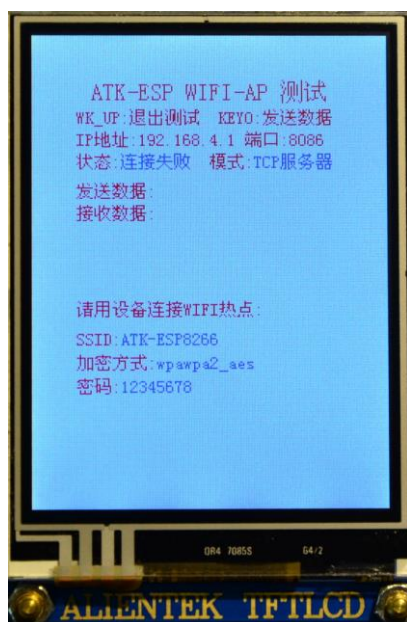 ATK-ESP WIFI-AP 测试
WK_UP:退出测试 KEY0:发送数据
IP地址:192.168.4.1 端口:8086
状态:连接失败 模式:TCP服务器
发送数据:
接收数据:
请用设备连接WIFI热点:
SSID:ATK-ESP8266
加密方式:wpawpa2_aes
密码:12345678
QR4 7085S 64/2
ALIENTEK TFTLCD